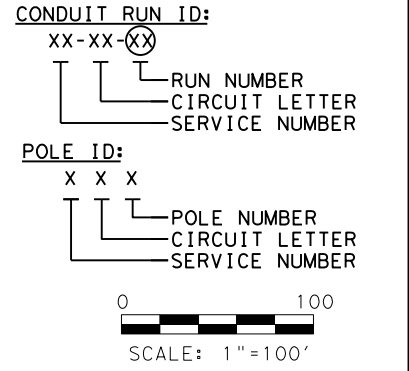 CONDUIT RUN ID:
XX-XX-XX
RUN NUMBER
CIRCUIT LETTER
SERVICE NUMBER
POLE ID:
X X X
POLE NUMBER
CIRCUIT LETTER
SERVICE NUMBER
0 100
SCALE: 1"=100'